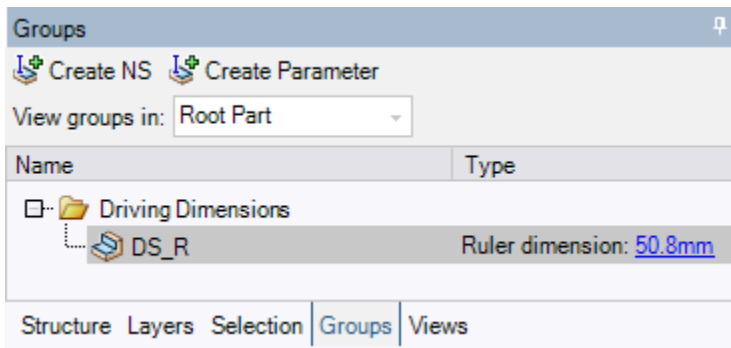 Groups
Create NS Create Parameter
View groups in: Root Part
Name Type
Driving Dimensions
DS_R Ruler dimension: 50.8mm
Structure Layers Selection Groups Views